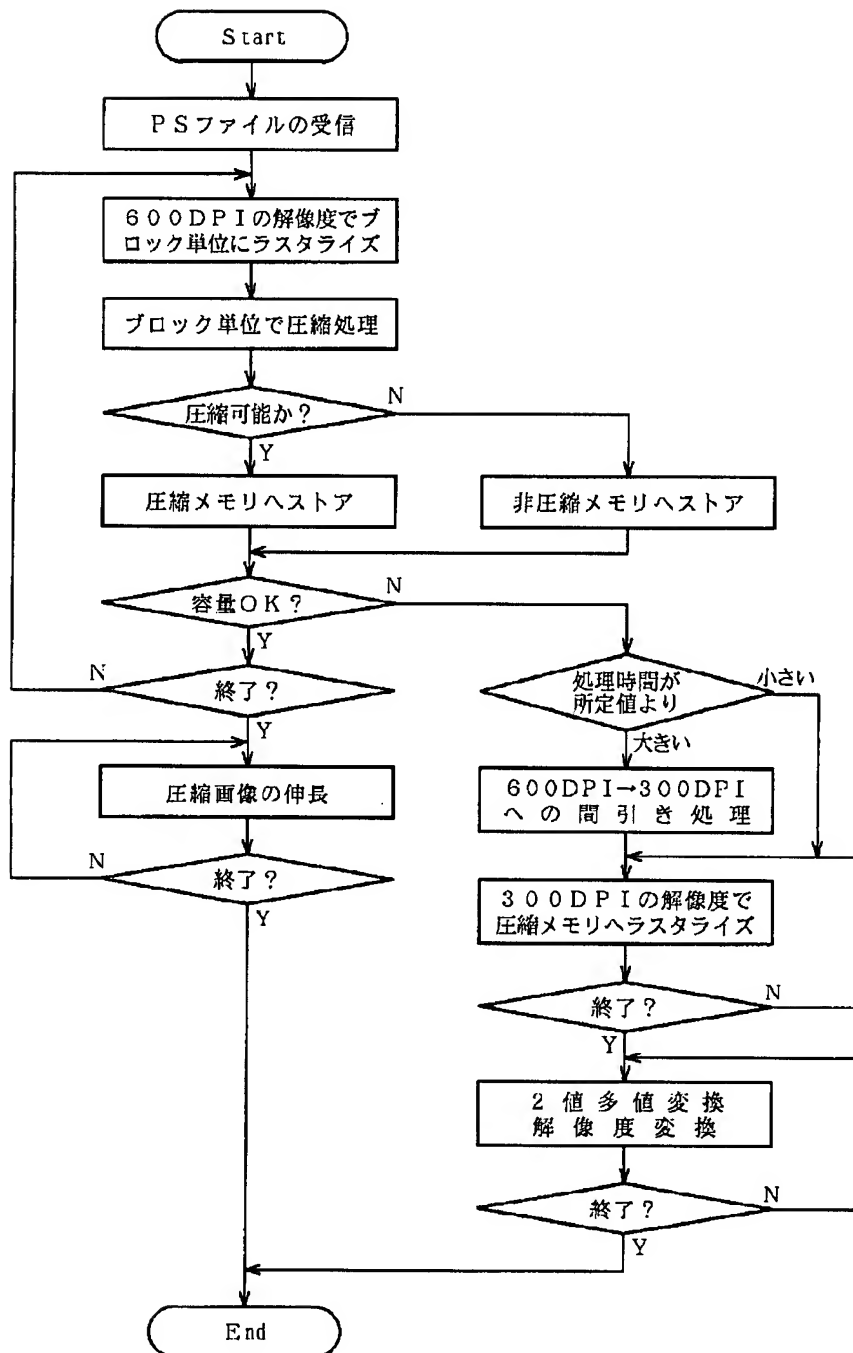 Start
PSファイルの受信
600DPIの解像度でブ
ロック単位にラスタライズ
ブロック単位で圧縮処理
圧縮可能か?
N
Y
圧縮メモリへストア
非圧縮メモリへストア
容量OK?
N
Y
終了?
N
Y
処理時間が
所定値より
小さい
大きい
圧縮画像の伸長
600DPI→300DPI
への間引き処理
終了?
N
Y
300DPIの解像度で
圧縮メモリへラスタライズ
終了?
N
Y
2値多値変換
解像度変換
終了?
N
Y
End